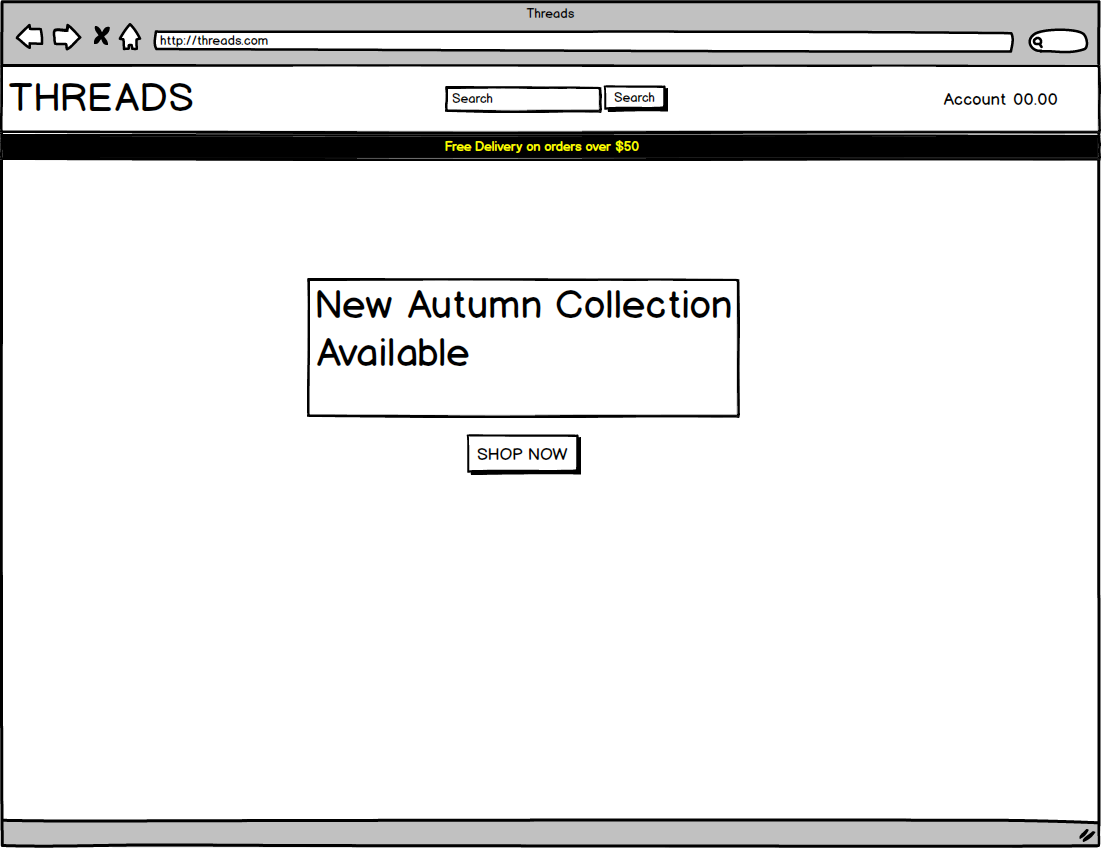 Threads
http://threads.com
THREADS
Search
Search
Account 00.00
Free Delivery on orders over $50
New Autumn Collection
Available
SHOP NOW